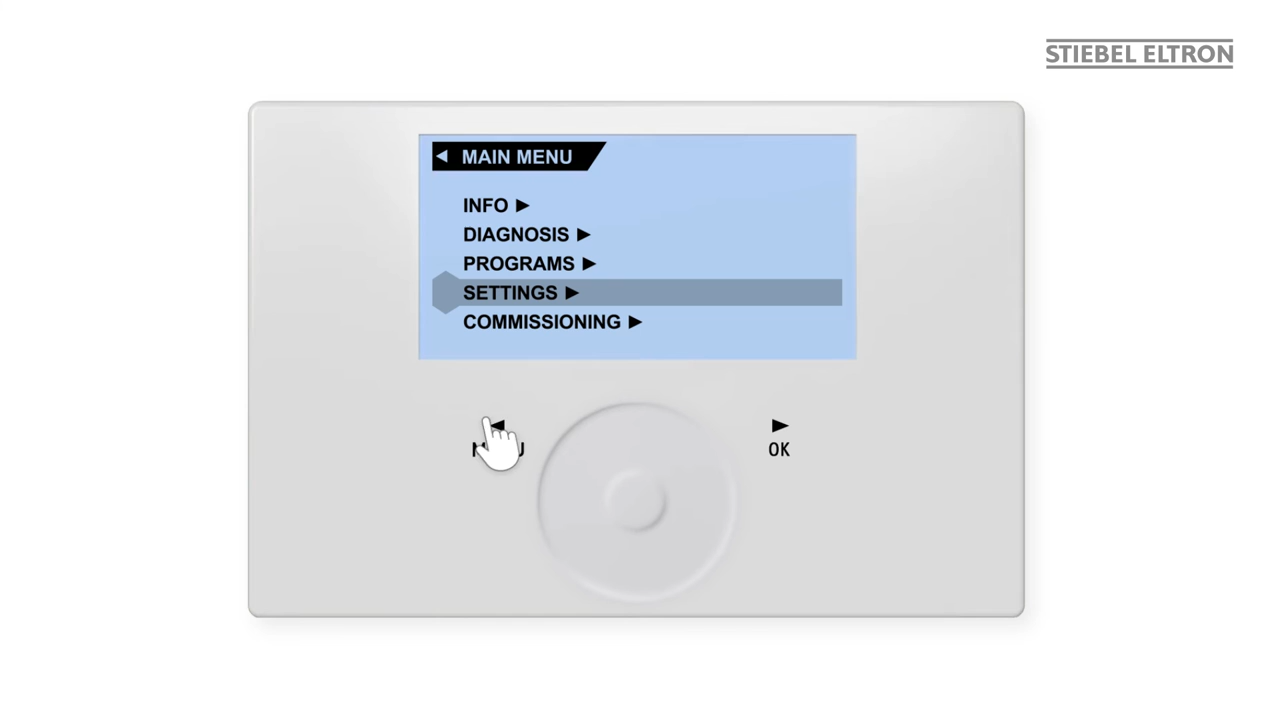 STIEBEL ELTRON
MAIN MENU
INFO
DIAGNOSIS
PROGRAMS
SETTINGS
COMMISSIONING
OK